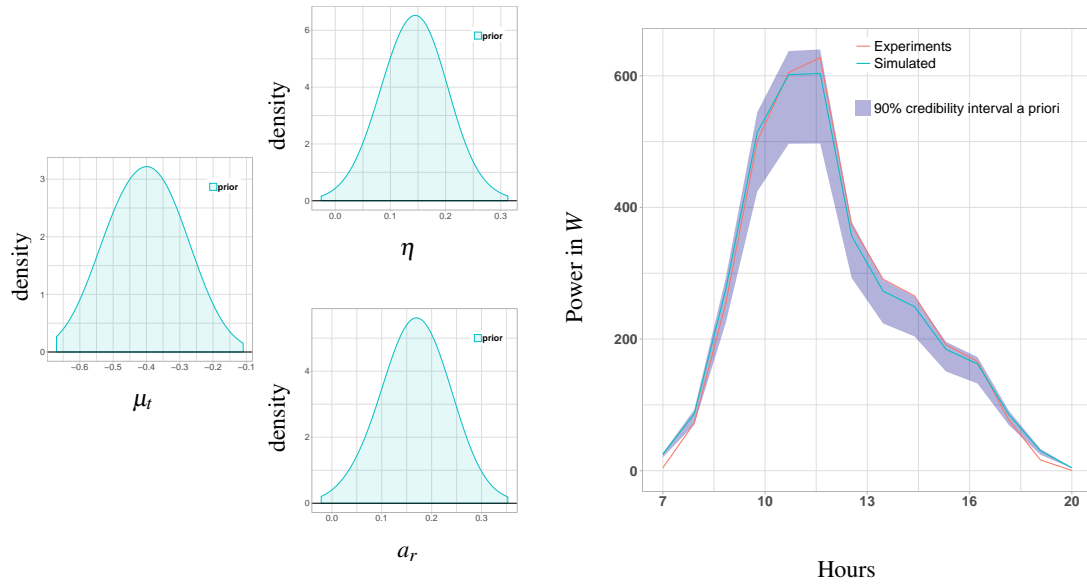 density
3
2
1
0
prior
−0.6
−0.5
−0.4
−0.3
−0.2
−0.1
μt
density
6
4
2
0
prior
0.0
0.1
0.2
0.3
η
density
4
2
0
prior
0.0
0.1
0.2
0.3
ar
Power in W
600
400
200
0
Experiments
Simulated
90% credibility interval a priori
7
10
13
16
20
Hours